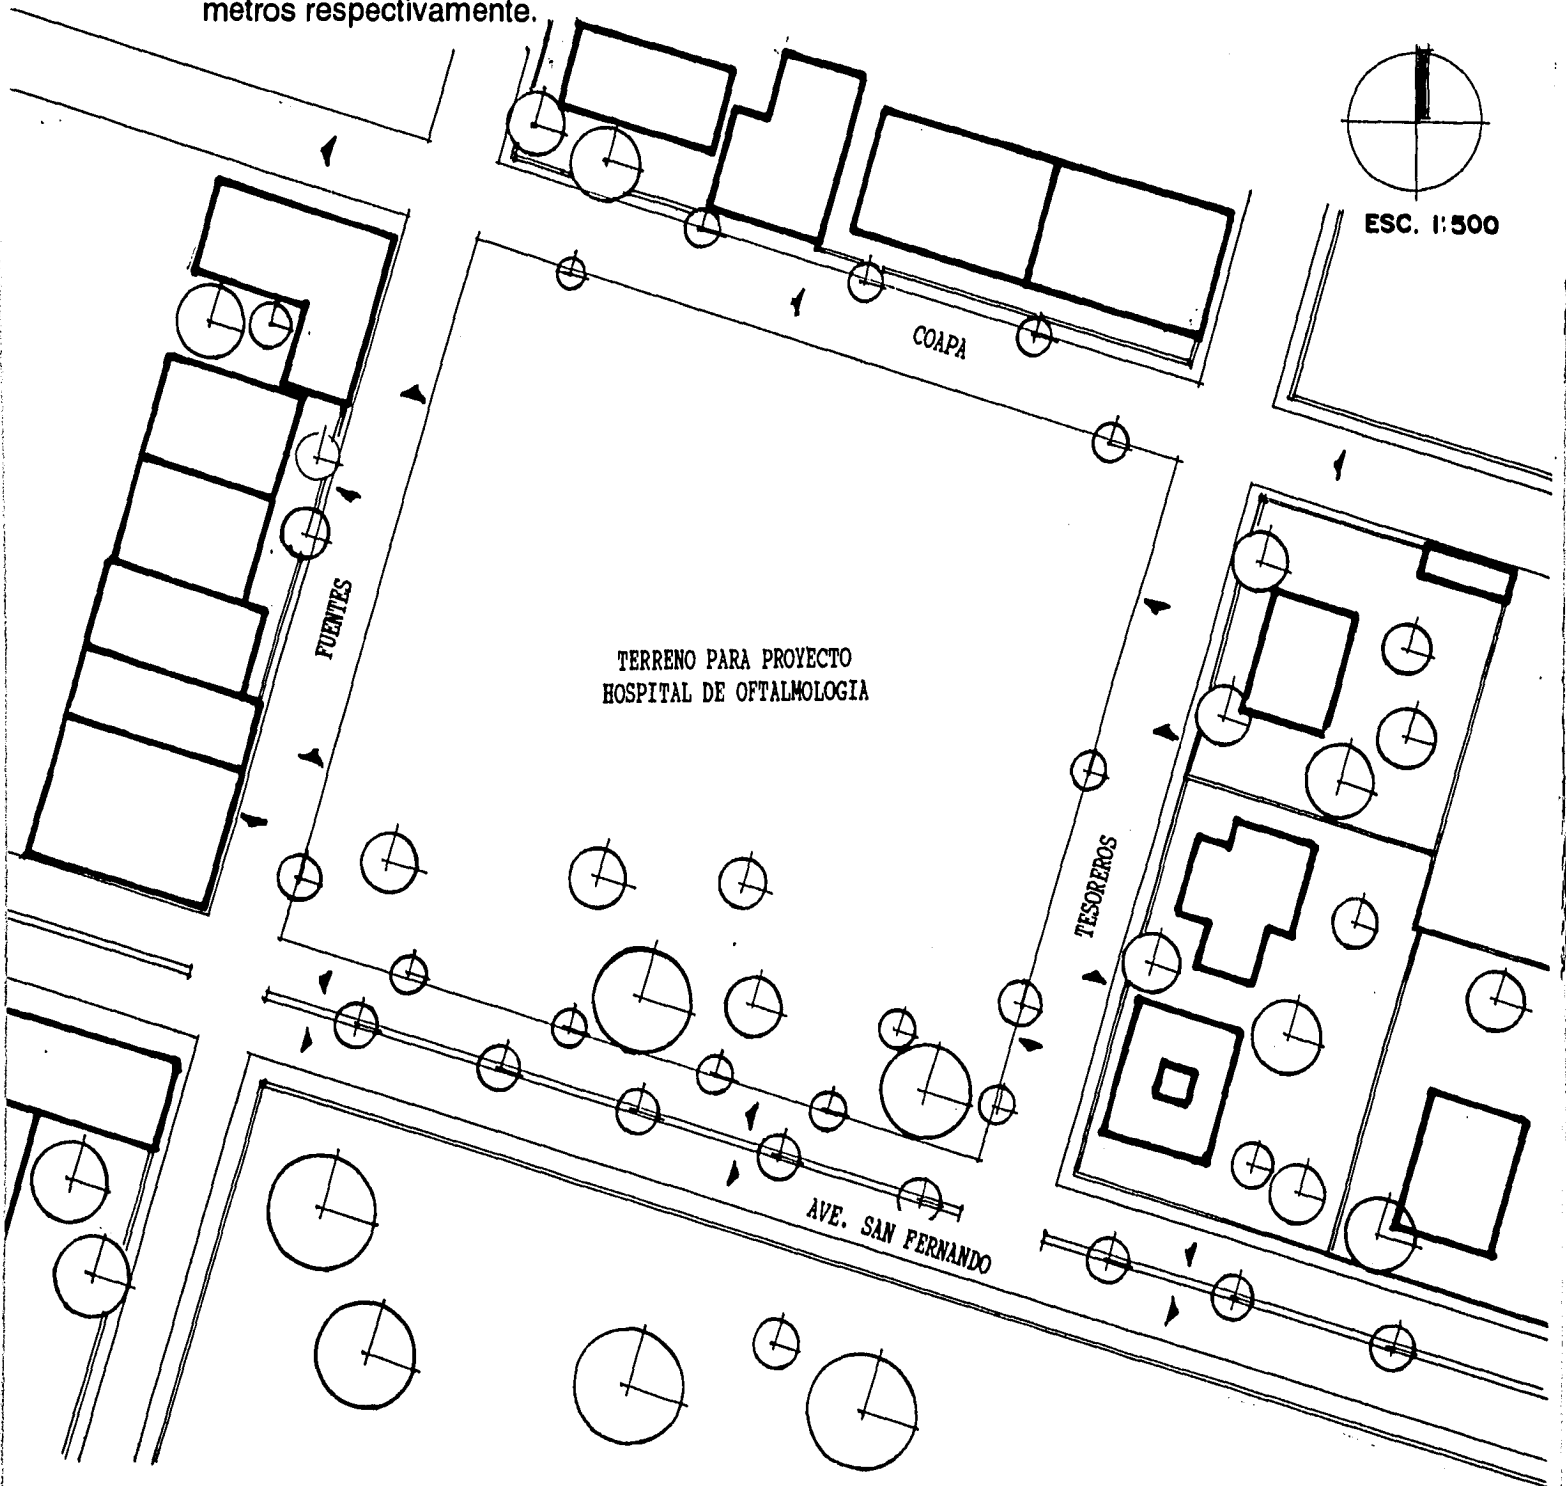 metros respectivamente.
ESC. 1:500
COAPA
FUENTES
TERRENO PARA PROYECTO
HOSPITAL DE OFTALMOLOGIA
TESOREROS
AVE. SAN FERNANDO